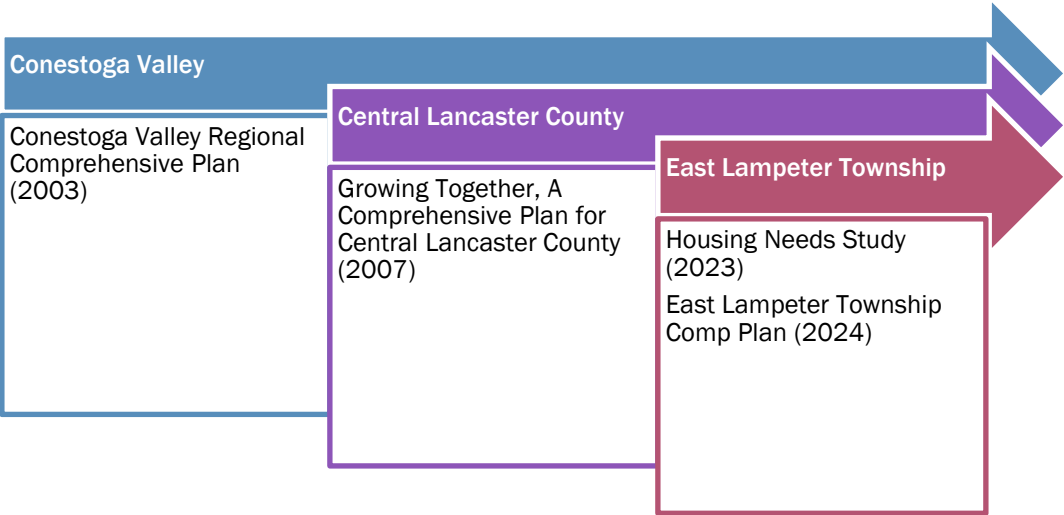 Conestoga Valley
Conestoga Valley Regional
Comprehensive Plan
(2003)
Central Lancaster County
Growing Together, A
Comprehensive Plan for
Central Lancaster County
(2007)
East Lampeter Township
Housing Needs Study
(2023)
East Lampeter Township
Comp Plan (2024)